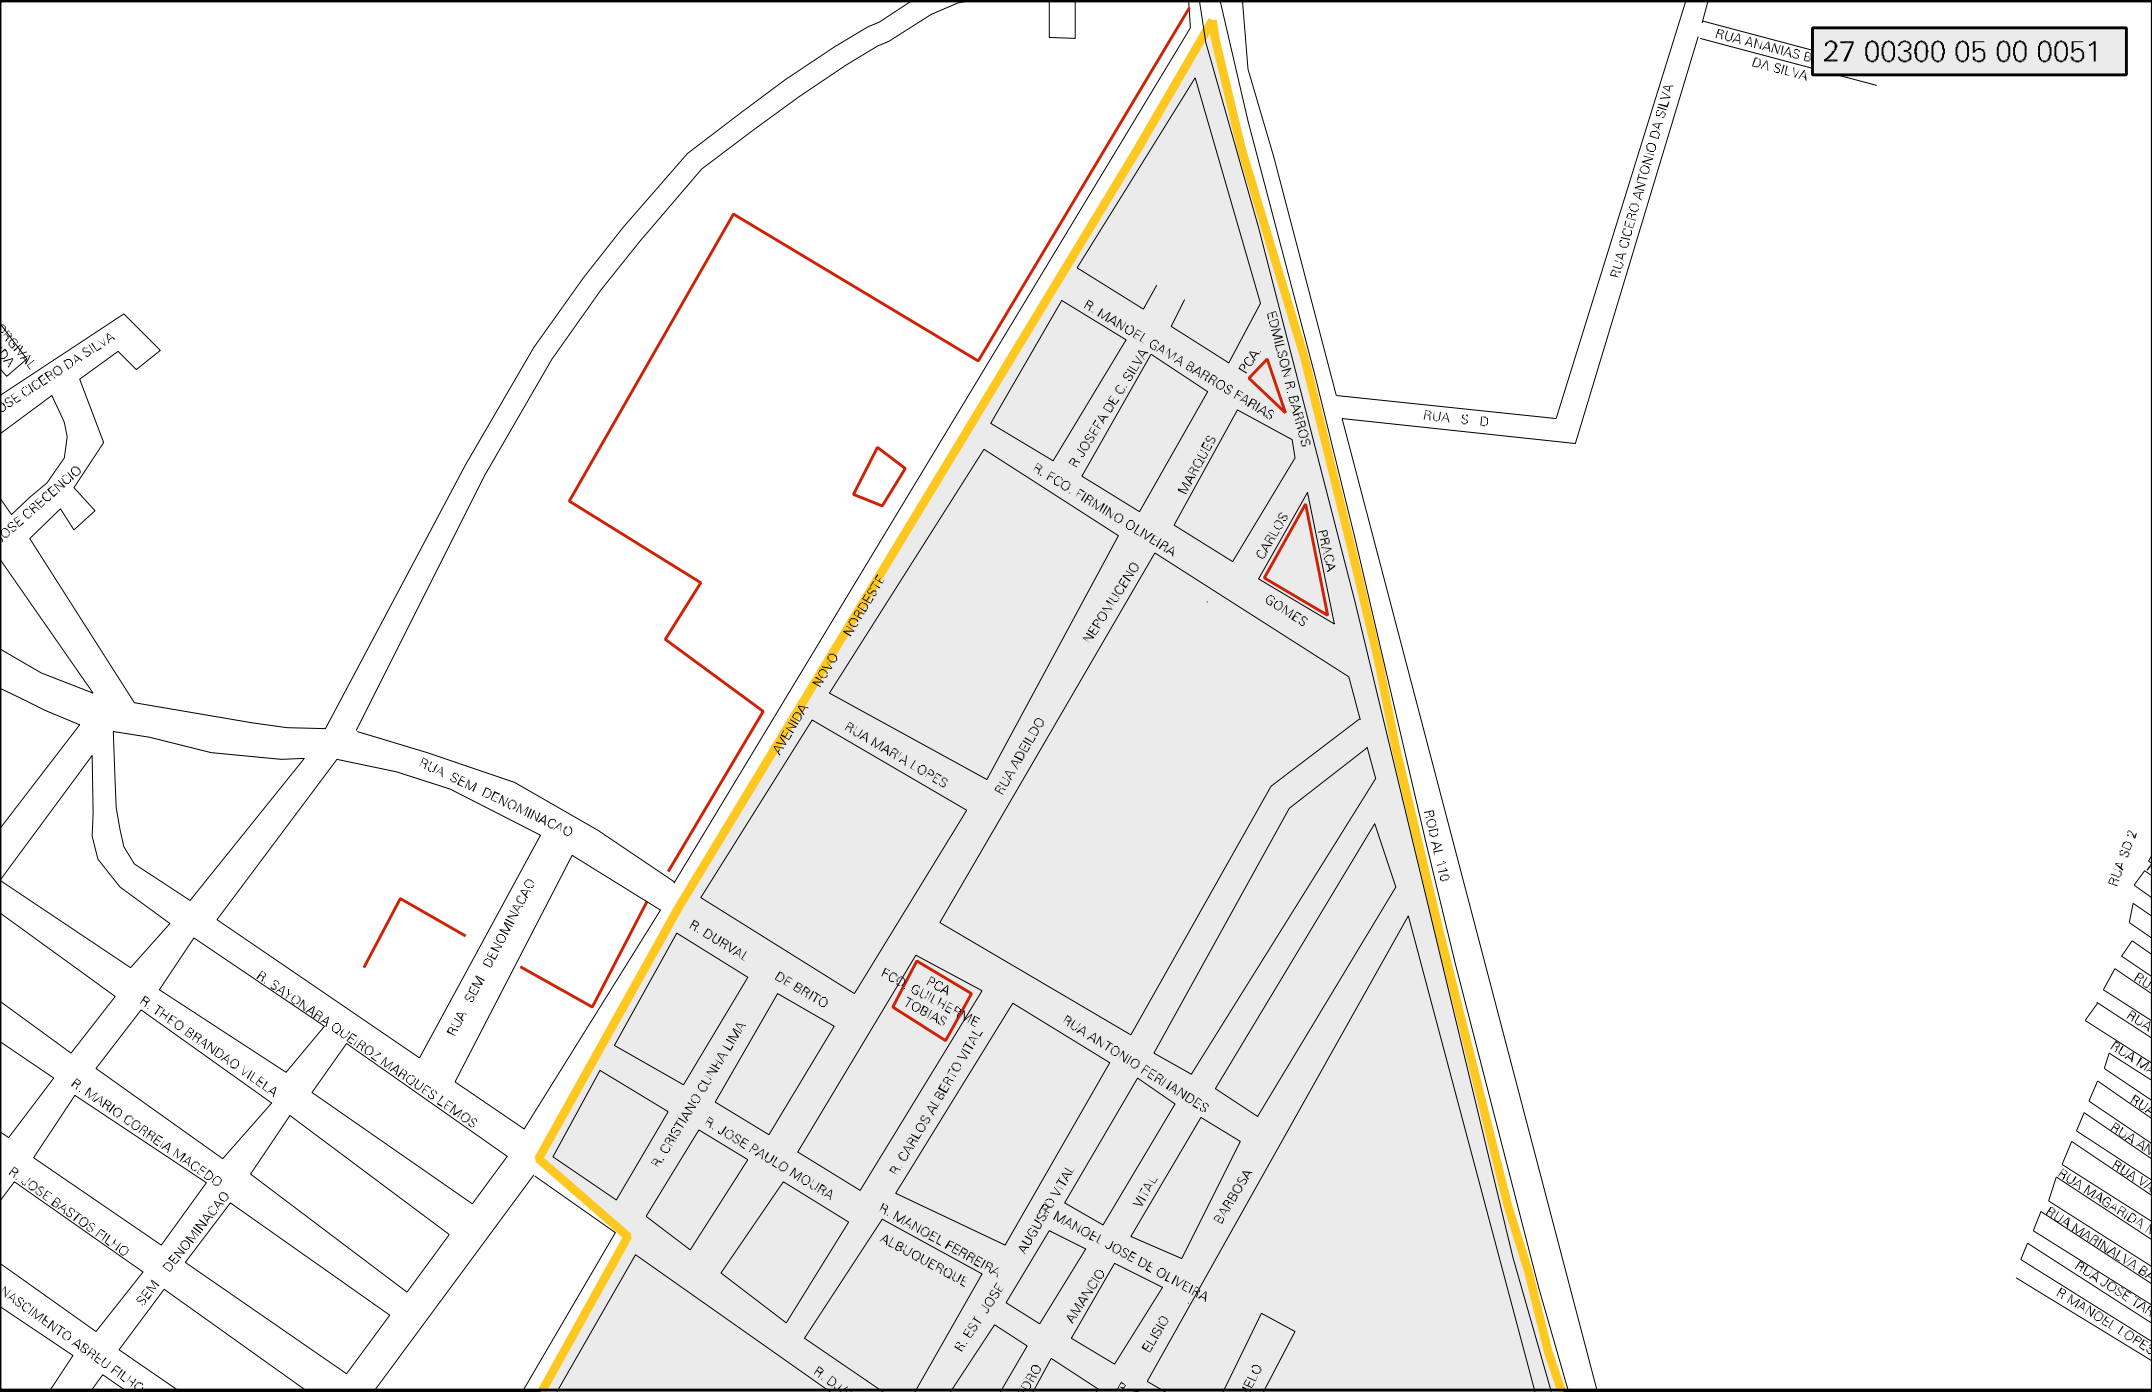 RUA ANANIAS
DA SILVA
27 00300 05 00 0051
RUA CICERO ANTONIO DA SILVA
RUA S D
EDMILSON R. BARROS
PCA.
R. MANOEL GAMA BARROS FARIAS
R JOSEFA DE C. SILVA
MARQUES
R. FCO. FIRMINO OLIVEIRA
CARLOS
PRACA
GOMES
JOSE CICERO DA SILVA
JOSE CRECENCIO
NEPOMUCENO
RUA ADEILDO
AVENIDA NOVO NORDESTE
RUA MARIA LOPES
RUA SEM DENOMINACAO
ROD AL 110
RUA SD 2
RUA SEM DENOMINACAO
R. DURVAL
DE BRITO
FCO.
PCA
GUILHERME
TOBIAS
R. SAYONARA QUEIROZ MARQUES LEMOS
R. THEO BRANDAO VILELA
R. MARIO CORREIA MACEDO
R. JOSE BASTOS FILHO
SEM DENOMINACAO
NASCIMENTO ABREU FILHO
R. CRISTIANO CUNHA LIMA
R. CARLOS ALBERTO VITAL
RUA ANTONIO FERNANDES
R. JOSE PAULO MOURA
R. MANOEL FERREIRA
ALBUQUERQUE
AUGUSTO VITAL
VITAL
BARBOSA
MANOEL JOSE DE OLIVEIRA
R. EST JOSE
AMANCIO
ELISIO
RUA
RUA
RUA
RUA
RUA
RUA MAGARIDA
RUA MARINALVA
RUA JOSE
R MANOEL LOPES